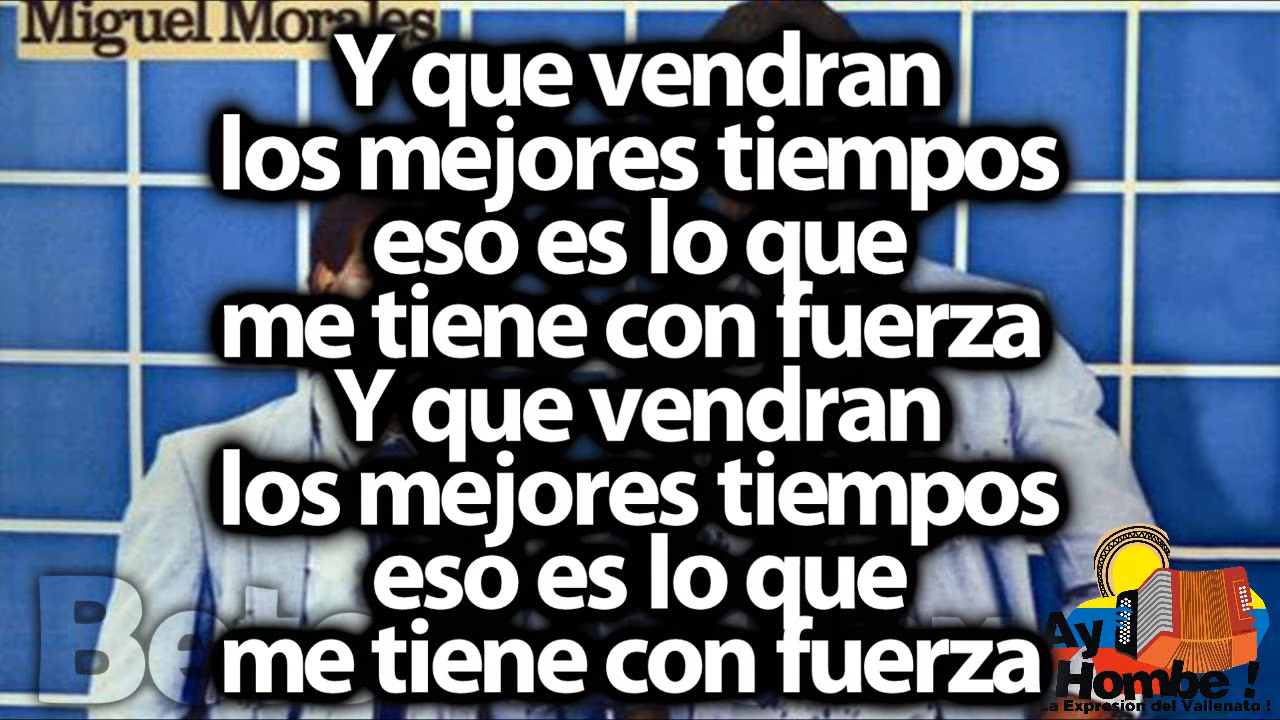 Miguel Morales
Y que vendran
los mejores tiempos
eso es lo que
me tiene con fuerza
Y que vendran
los mejores tiempos
eso es lo que
me tiene con fuerza
Ay
Hombe !
La Expresion del Vallenato !